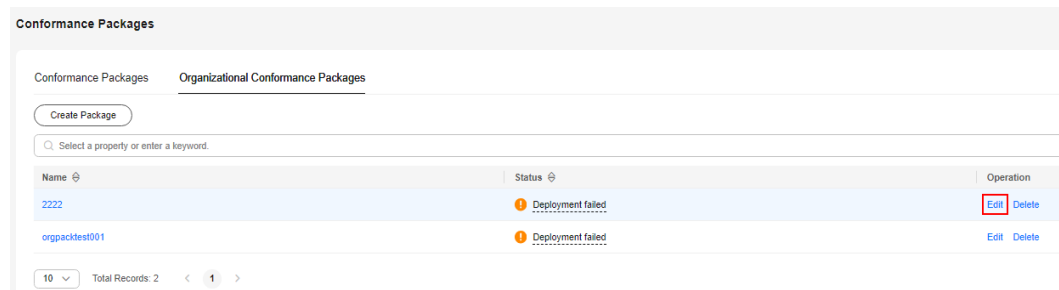 Conformance Packages
Conformance Packages Organizational Conformance Packages
Create Package
Select a property or enter a keyword.
Name Status Operation
2222 Deployment failed Edit Delete
orgpacktest001 Deployment failed Edit Delete
10 Total Records: 2 < 1 >